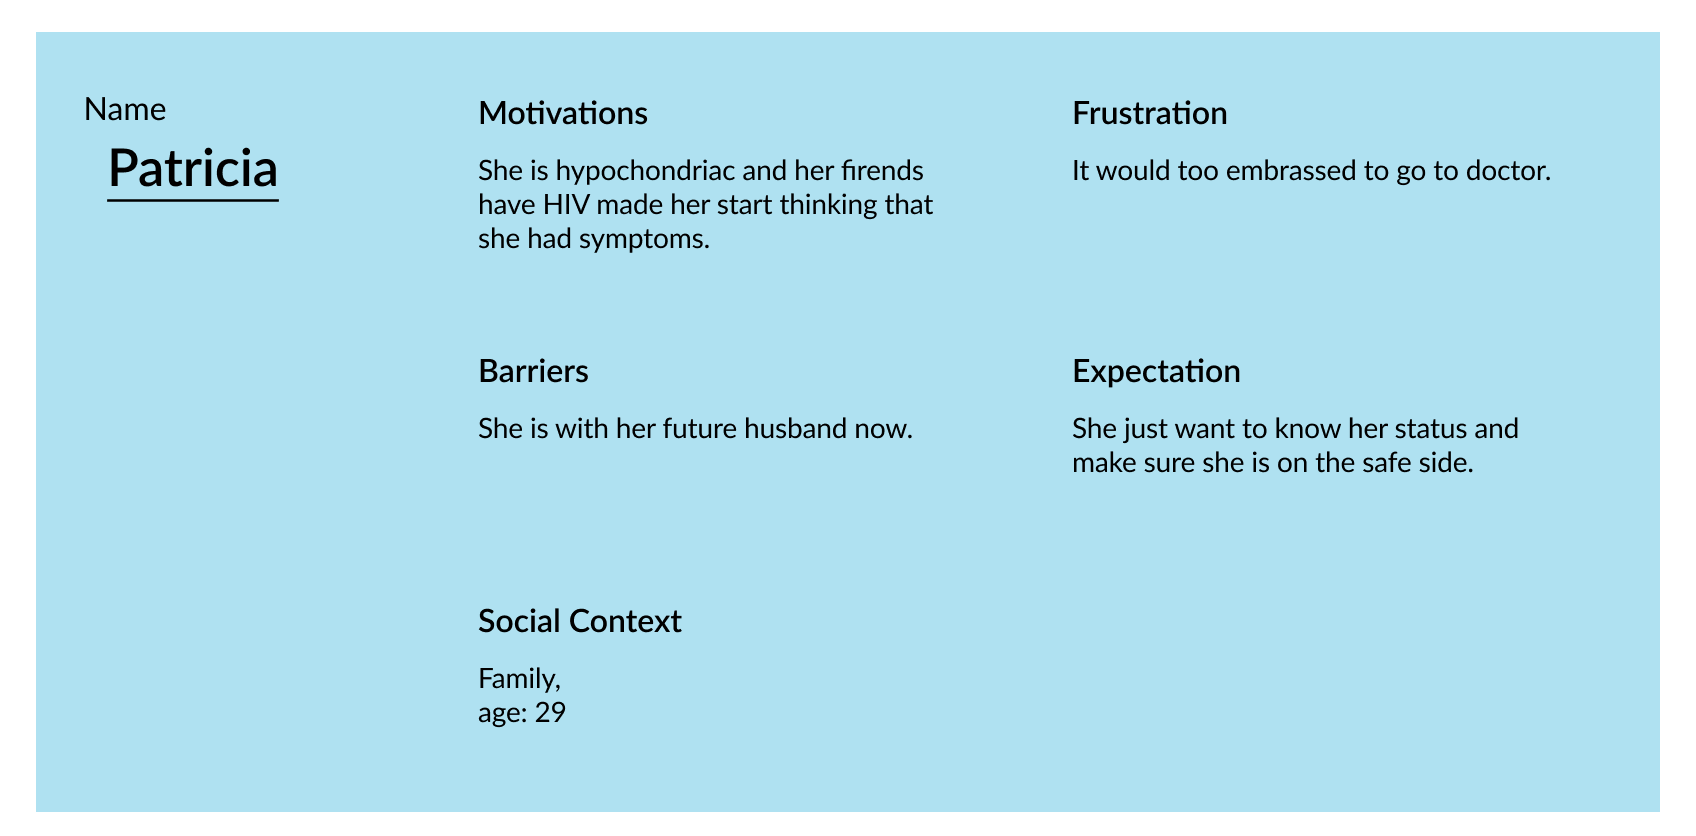 Name
Patricia
Motivations
She is hypochondriac and her firends
have HIV made her start thinking that
she had symptoms.
Frustration
It would too embrassed to go to doctor.
Barriers
She is with her future husband now.
Expectation
She just want to know her status and
make sure she is on the safe side.
Social Context
Family,
age: 29